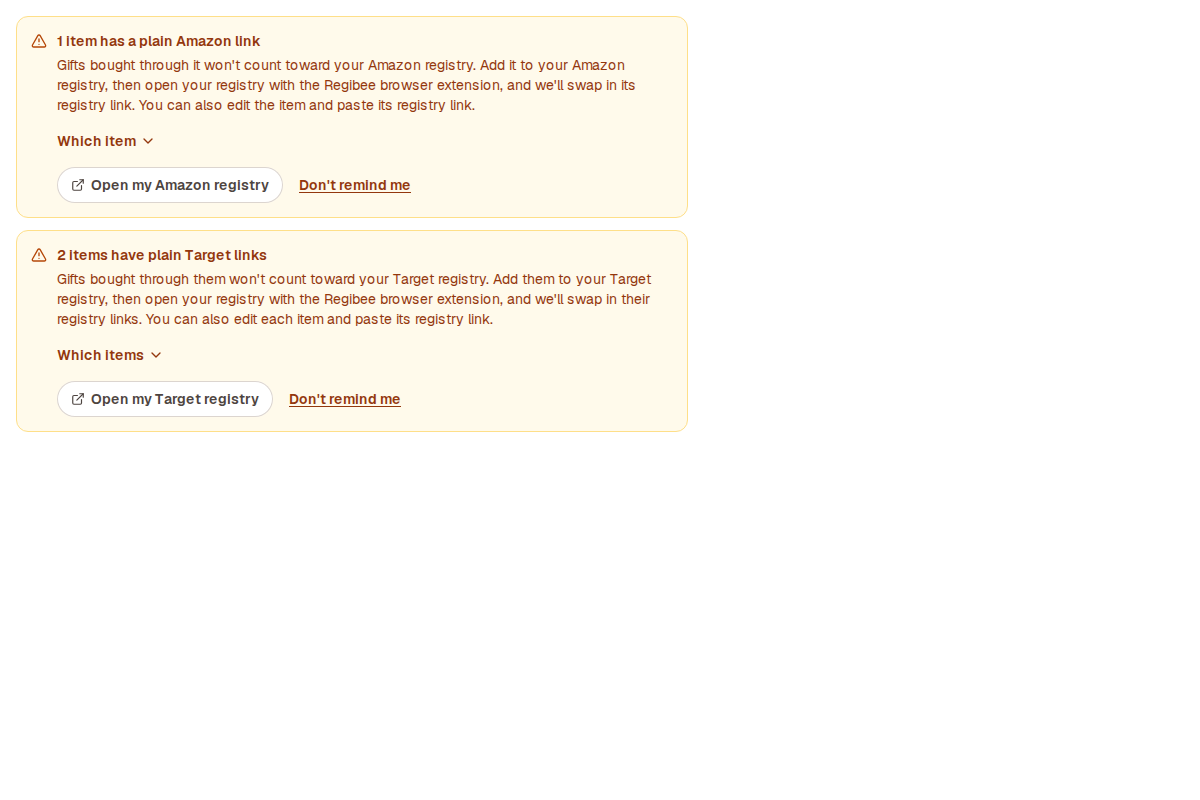 1 item has a plain Amazon link
Gifts bought through it won't count toward your Amazon registry. Add it to your Amazon
registry, then open your registry with the Regibee browser extension, and we'll swap in its
registry link. You can also edit the item and paste its registry link.
Which item
Open my Amazon registry
Don't remind me
2 items have plain Target links
Gifts bought through them won't count toward your Target registry. Add them to your Target
registry, then open your registry with the Regibee browser extension, and we'll swap in their
registry links. You can also edit each item and paste its registry link.
Which items
Open my Target registry
Don't remind me